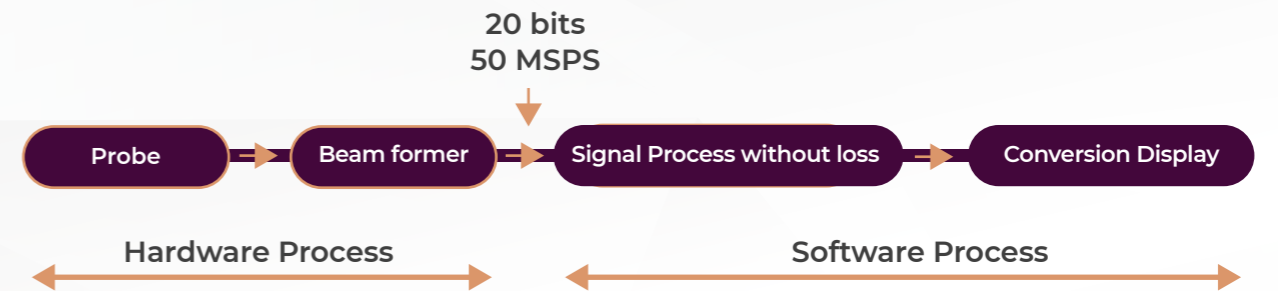 20 bits
50 MSPS
Probe
Beam former
Signal Process without loss
Conversion Display
Hardware Process
Software Process